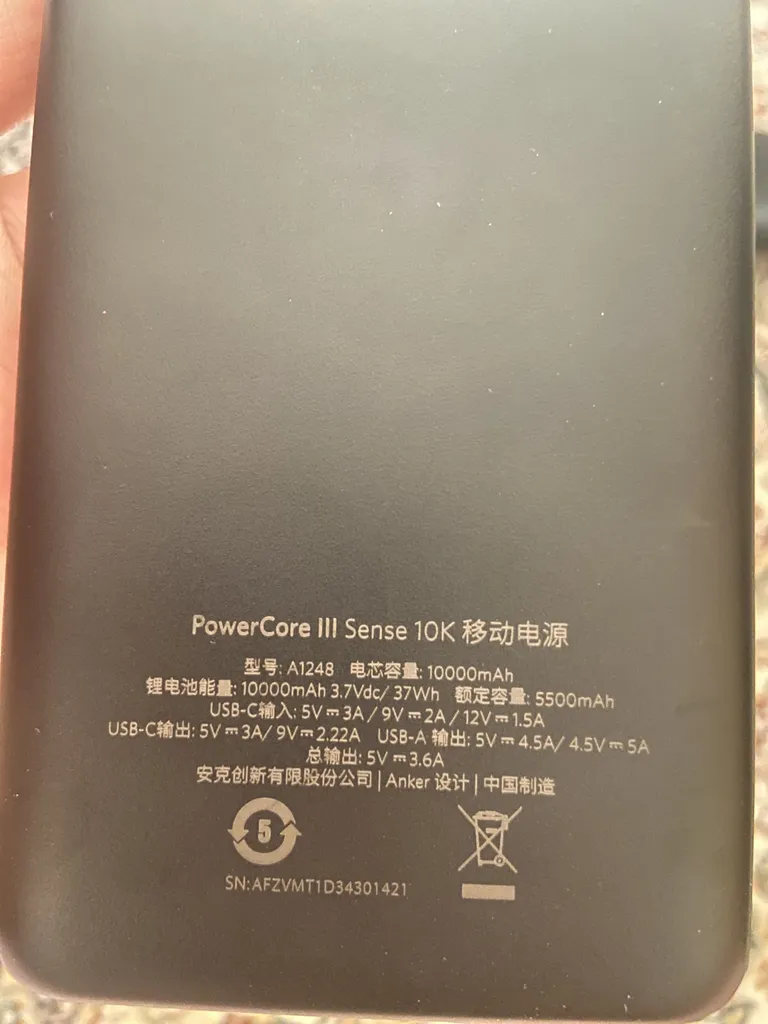 PowerCore III Sense 10K 移动电源
型号: A1248 电芯容量: 10000mAh
锂电池能量: 10000mAh 3.7Vdc/ 37Wh 额定容量: 5500mAh
USB-C输入: 5V⎓3A / 9V⎓2A / 12V⎓1.5A
USB-C输出: 5V⎓3A/ 9V⎓2.22A USB-A 输出: 5V⎓4.5A/ 4.5V⎓5A
总输出: 5V⎓3.6A
安克创新有限股份公司 | Anker 设计 | 中国制造
5
SN:AFZVMT1D34301421